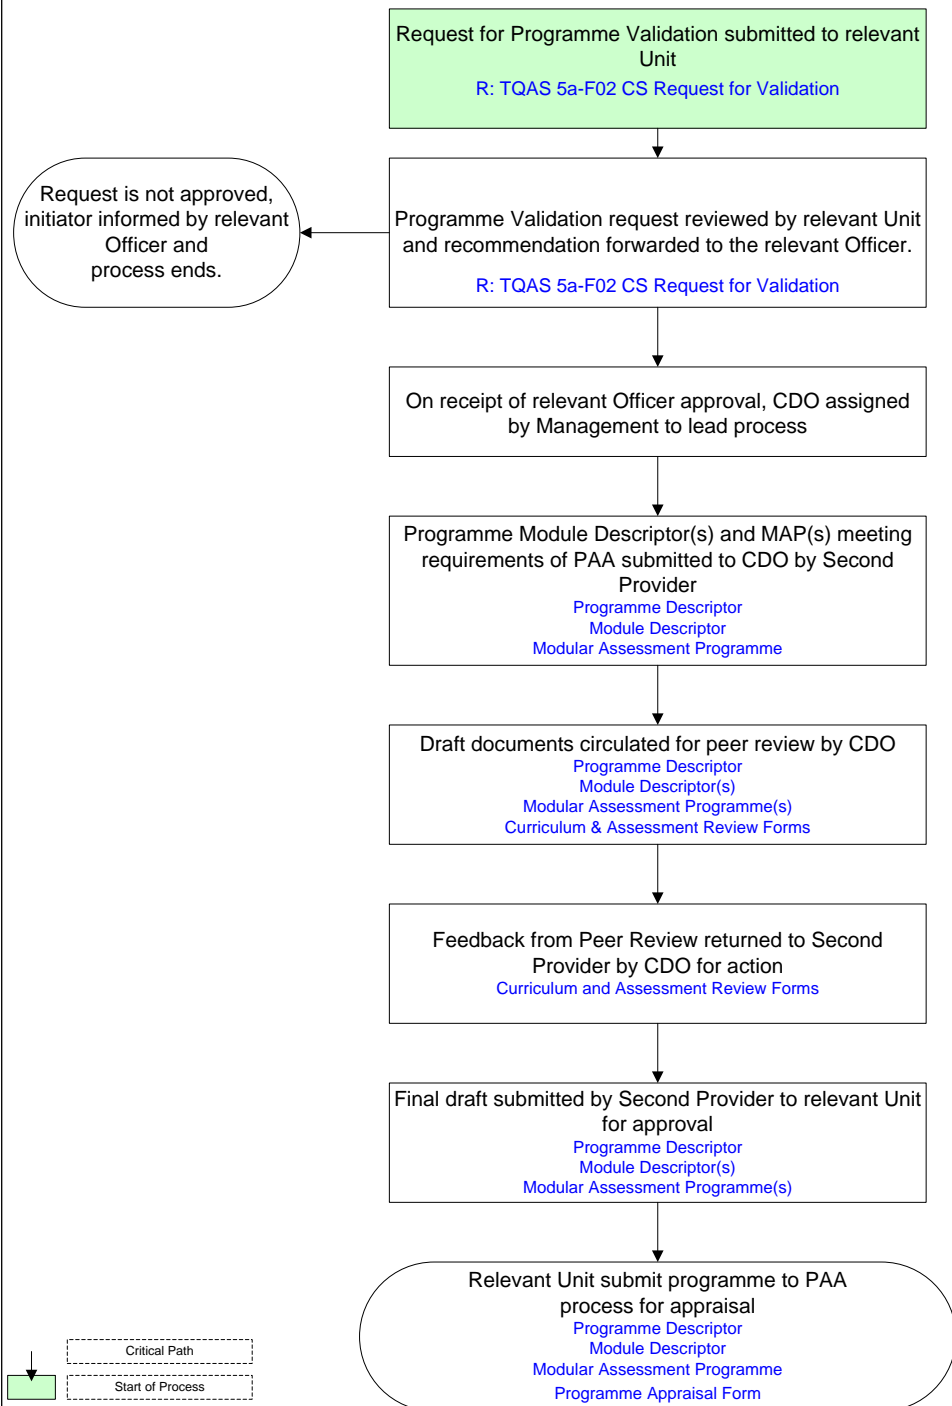 Request for Programme Validation submitted to relevant
Unit
R: TQAS 5a-F02 CS Request for Validation
Request is not approved,
initiator informed by relevant
Officer and
process ends.
Programme Validation request reviewed by relevant Unit
and recommendation forwarded to the relevant Officer.
R: TQAS 5a-F02 CS Request for Validation
On receipt of relevant Officer approval, CDO assigned
by Management to lead process
Programme Module Descriptor(s) and MAP(s) meeting
requirements of PAA submitted to CDO by Second
Provider
Programme Descriptor
Module Descriptor
Modular Assessment Programme
Draft documents circulated for peer review by CDO
Programme Descriptor
Module Descriptor(s)
Modular Assessment Programme(s)
Curriculum & Assessment Review Forms
Feedback from Peer Review returned to Second
Provider by CDO for action
Curriculum and Assessment Review Forms
Final draft submitted by Second Provider to relevant Unit
for approval
Programme Descriptor
Module Descriptor(s)
Modular Assessment Programme(s)
Relevant Unit submit programme to PAA
process for appraisal
Programme Descriptor
Module Descriptor
Modular Assessment Programme
Programme Appraisal Form
Critical Path
Start of Process